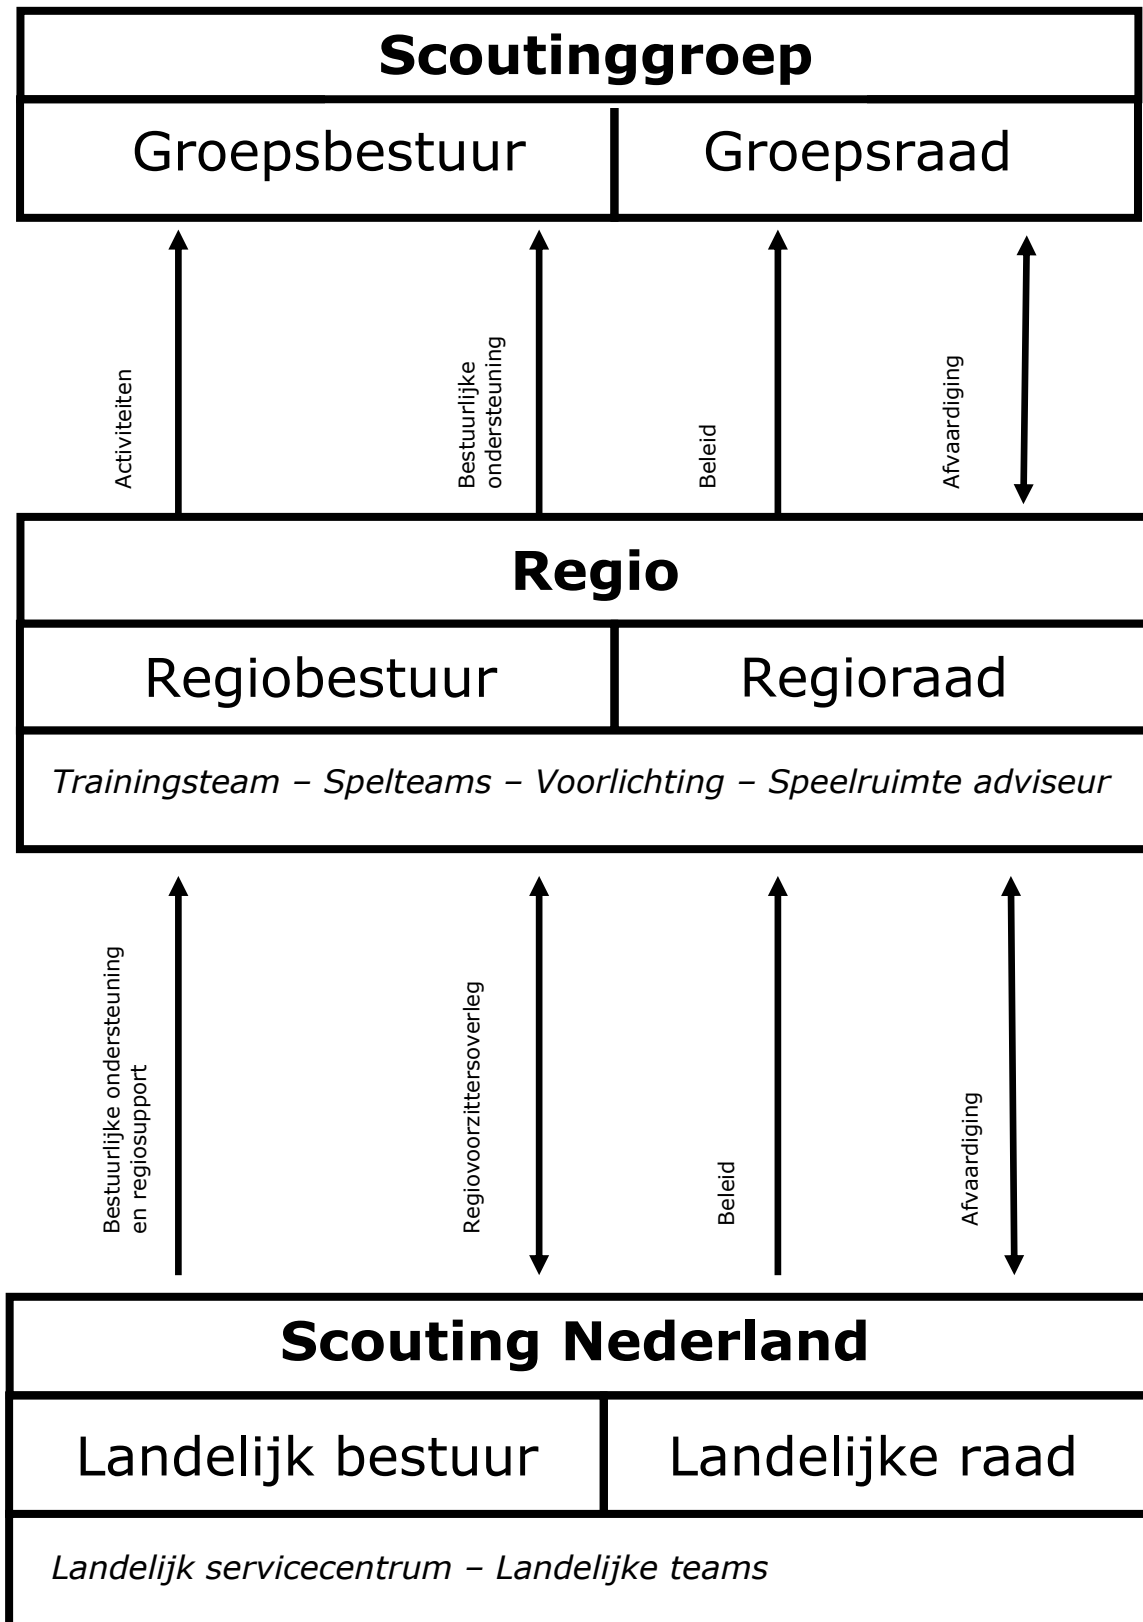 Scoutinggroep
Groepsbestuur
Groepsraad
Activiteiten
Bestuurlijke
ondersteuning
Beleid
Afvaardiging
Regio
Regiobestuur
Regioraad
Trainingsteam – Spelteams – Voorlichting – Speelruimte adviseur
Bestuurlijke ondersteuning
en regiosupport
Regiovoorzittersoverleg
Beleid
Afvaardiging
Scouting Nederland
Landelijk bestuur
Landelijke raad
Landelijk servicecentrum – Landelijke teams